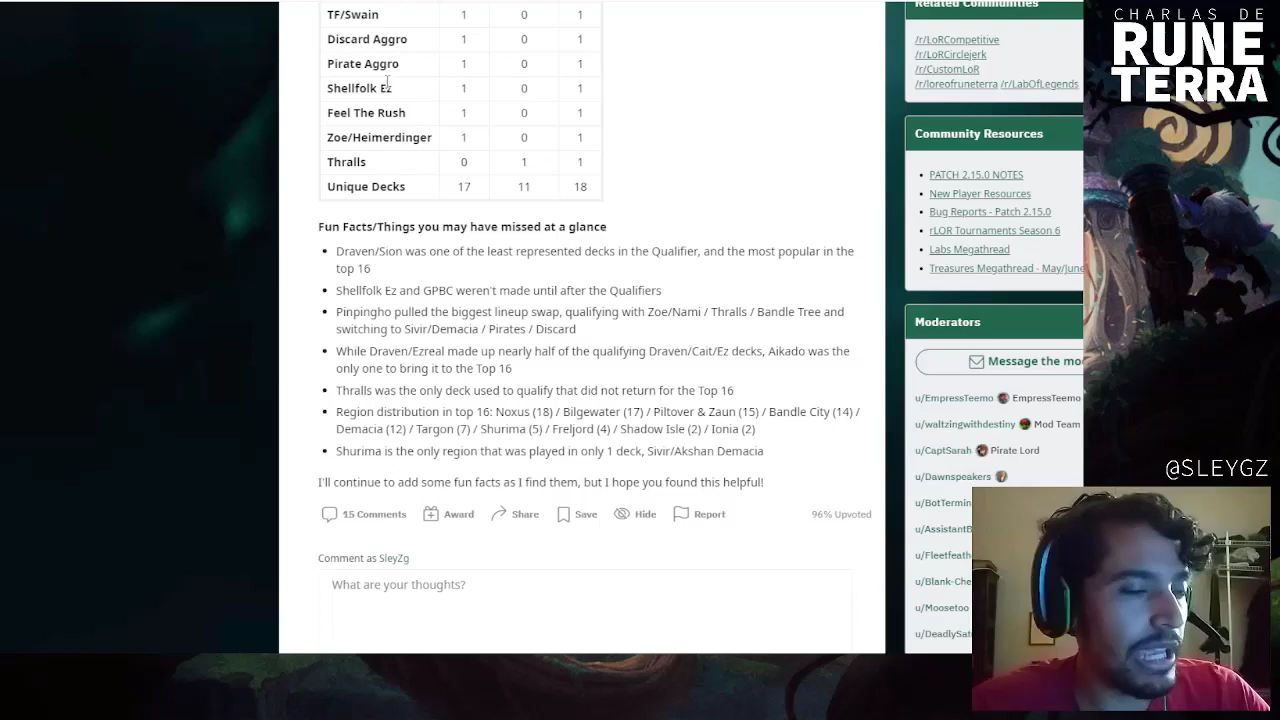 TF/Swain 1 0 1
Discard Aggro 1 0 1
Pirate Aggro 1 0 1
Shellfolk Ez 1 0 1
Feel The Rush 1 0 1
Zoe/Heimerdinger 1 0 1
Thralls 0 1 1
Unique Decks 17 11 18
Fun Facts/Things you may have missed at a glance
Draven/Sion was one of the least represented decks in the Qualifier, and the most popular in the
top 16
Shellfolk Ez and GPBC weren't made until after the Qualifiers
Pinpingho pulled the biggest lineup swap, qualifying with Zoe/Nami / Thralls / Bandle Tree and
switching to Sivir/Demacia / Pirates / Discard
While Draven/Ezreal made up nearly half of the qualifying Draven/Cait/Ez decks, Aikado was the
only one to bring it to the Top 16
Thralls was the only deck used to qualify that did not return for the Top 16
Region distribution in top 16: Noxus (18) / Bilgewater (17) / Piltover & Zaun (15) / Bandle City (14) /
Demacia (12) / Targon (7) / Shurima (5) / Freljord (4) / Shadow Isle (2) / Ionia (2)
Shurima is the only region that was played in only 1 deck, Sivir/Akshan Demacia
I'll continue to add some fun facts as I find them, but I hope you found this helpful!
15 Comments Award Share Save Hide Report 96% Upvoted
Comment as SleyZg
What are your thoughts?
Related Communities
/r/LoRCompetitive
/r/LoRCirclejerk
/r/CustomLoR
/r/loreofruneterra /r/LabOfLegends
Community Resources
PATCH 2.15.0 NOTES
New Player Resources
Bug Reports - Patch 2.15.0
rLOR Tournaments Season 6
Labs Megathread
Treasures Megathread - May/June
Moderators
Message the mo
u/EmpressTeemo EmpressTeemo
u/waltzingwithdestiny Mod Team
u/CaptSarah Pirate Lord
u/Dawnspeakers
u/BotTermin
u/Assistant
u/Fleetfeath
u/Blank-Che
u/Moosetoo
u/DeadlySat
CHARLAS DE
RUNE
TERRA
@SLEYGZ